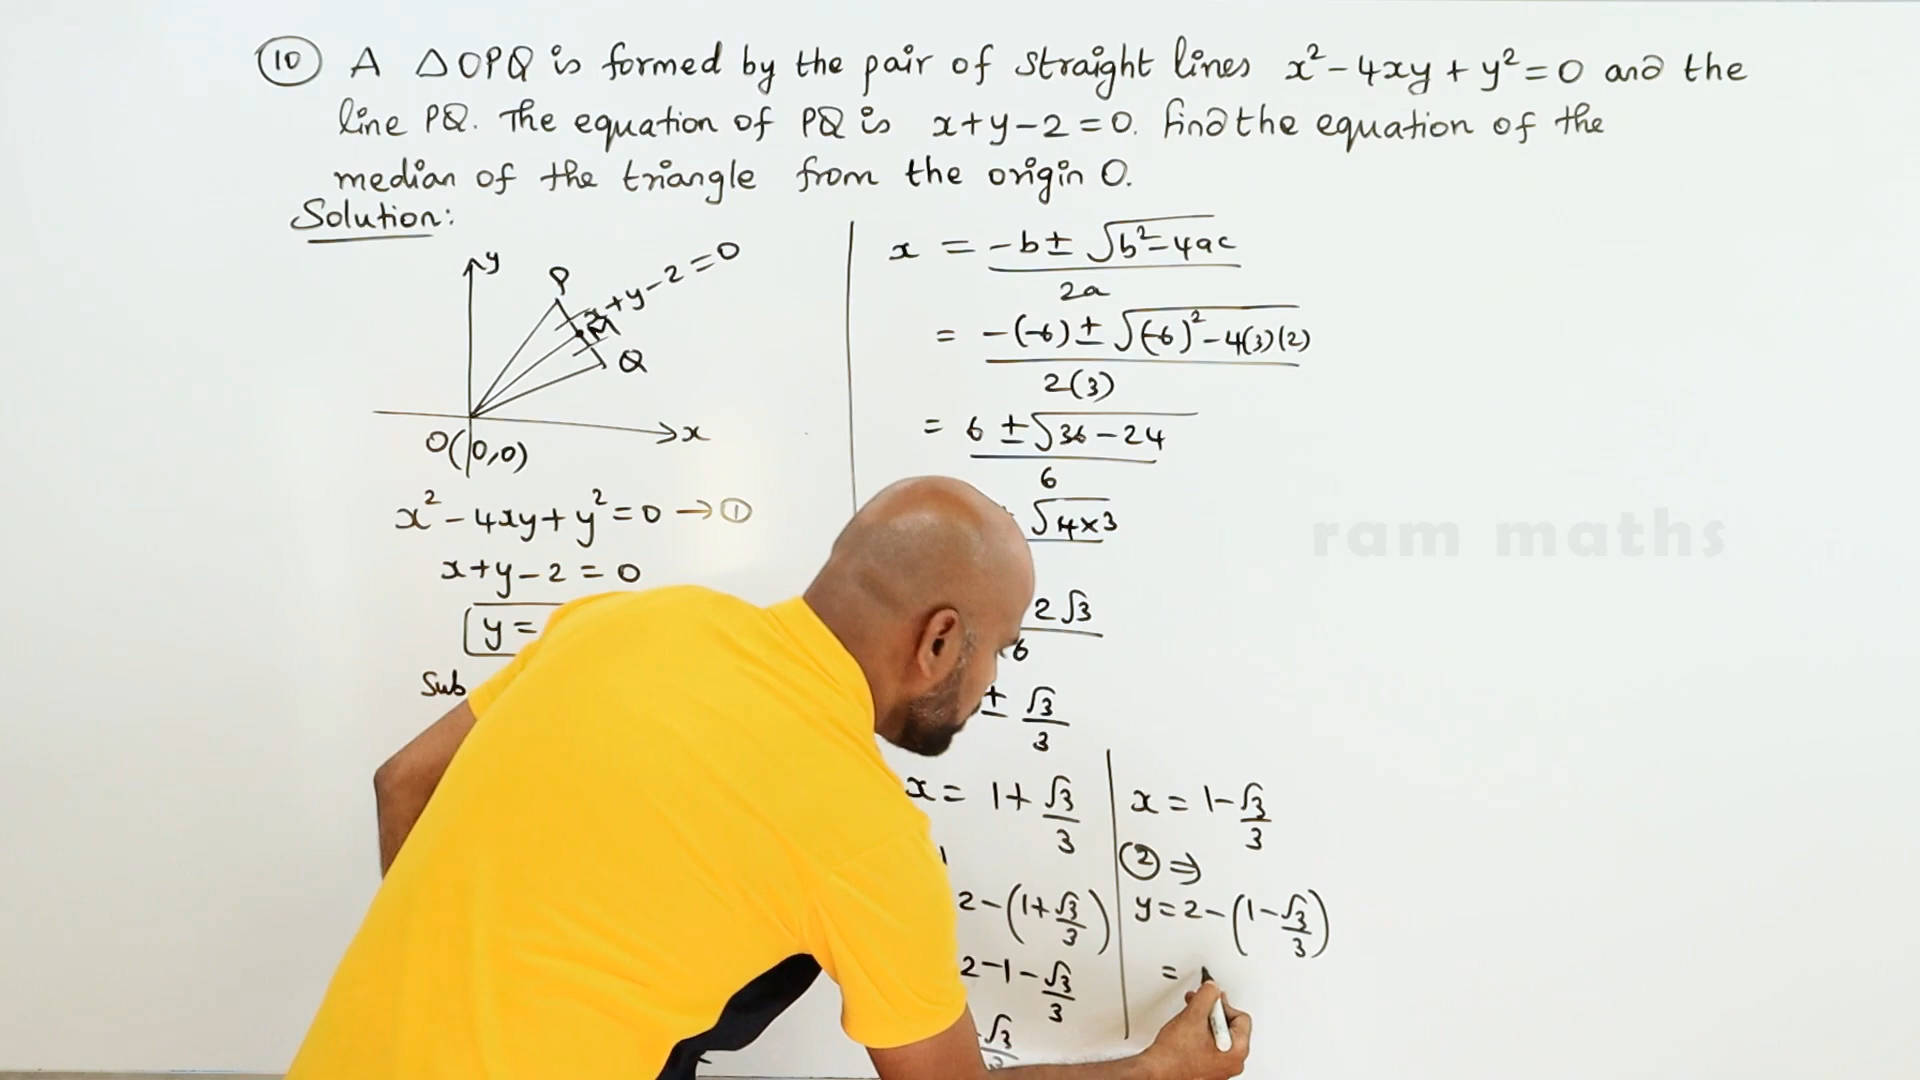 10 A △OPQ is formed by the pair of straight lines x² - 4xy + y² = 0 and the
line PQ. The equation of PQ is x+y-2 = 0. Find the equation of the
median of the triangle from the origin O.
Solution:
y
P
x+y-2=0
M
Q
x
O(0,0)
x² - 4xy + y² = 0 → ①
x+y-2 = 0
y =
Sub
x = -b ± √b²-4ac
2a
= -(-6) ± √(-6)² - 4(3)(2)
2(3)
= 6 ± √36-24
6
√4×3
2√3
6
± √3
3
x = 1+ √3
3
2-(1+√3/3)
2-1-√3/3
√3
x = 1-√3
3
② ⇒
y = 2-(1-√3/3)
=
ram maths